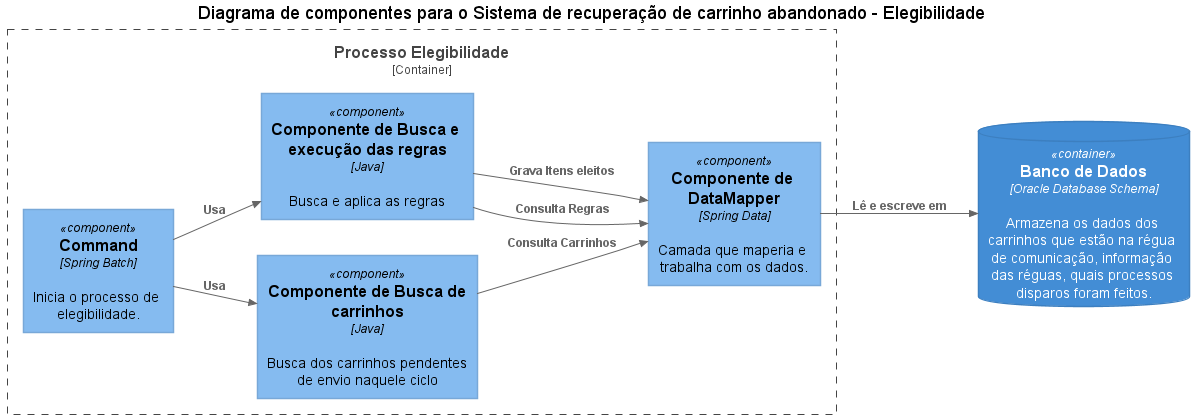 Diagrama de componentes para o Sistema de recuperação de carrinho abandonado - Elegibilidade
Processo Elegibilidade
[Container]
«component»
Command
[Spring Batch]
Inicia o processo de
elegibilidade.
Usa
Usa
«component»
Componente de Busca e
execução das regras
[Java]
Busca e aplica as regras
«component»
Componente de Busca de
carrinhos
[Java]
Busca dos carrinhos pendentes
de envio naquele ciclo
Grava Itens eleitos
Consulta Regras
Consulta Carrinhos
«component»
Componente de
DataMapper
[Spring Data]
Camada que maperia e
trabalha com os dados.
Lê e escreve em
«container»
Banco de Dados
[Oracle Database Schema]
Armazena os dados dos
carrinhos que estão na régua
de comunicação, informação
das réguas, quais processos
disparos foram feitos.